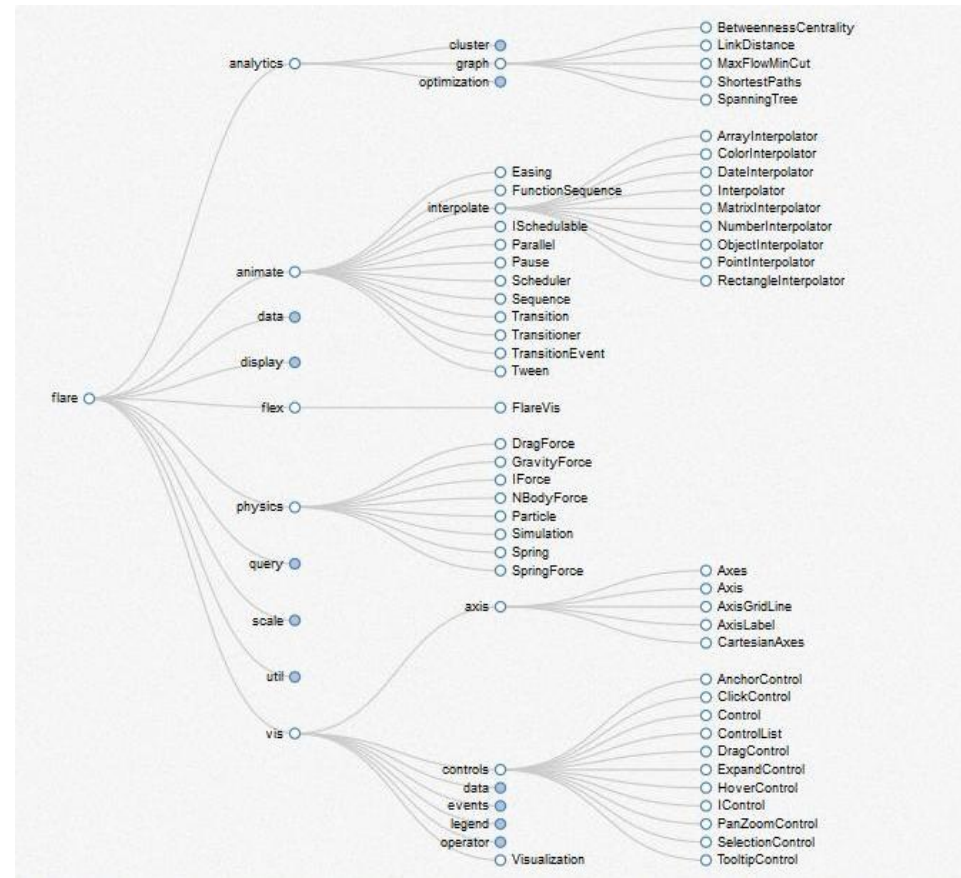 flare
analytics
cluster
graph
BetweennessCentrality
LinkDistance
MaxFlowMinCut
ShortestPaths
SpanningTree
optimization
animate
Easing
FunctionSequence
interpolate
ArrayInterpolator
ColorInterpolator
DateInterpolator
Interpolator
MatrixInterpolator
NumberInterpolator
ObjectInterpolator
PointInterpolator
RectangleInterpolator
ISchedulable
Parallel
Pause
Scheduler
Sequence
Transition
Transitioner
TransitionEvent
Tween
data
display
flex
FlareVis
physics
DragForce
GravityForce
IForce
NBodyForce
Particle
Simulation
Spring
SpringForce
query
scale
util
vis
axis
Axes
Axis
AxisGridLine
AxisLabel
CartesianAxes
controls
AnchorControl
ClickControl
Control
ControlList
DragControl
ExpandControl
HoverControl
IControl
PanZoomControl
SelectionControl
TooltipControl
data
events
legend
operator
Visualization